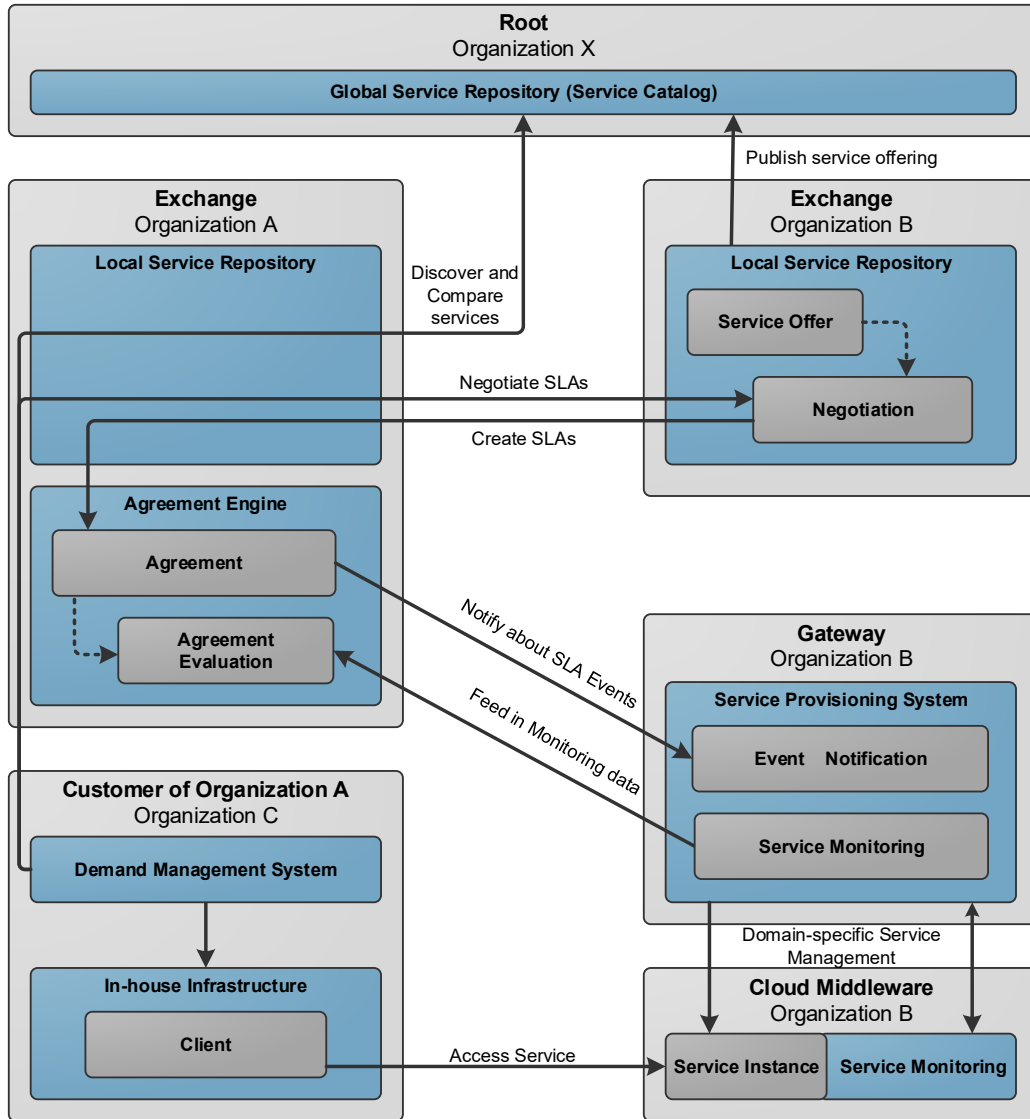 Root
Organization X
Global Service Repository (Service Catalog)
Publish service offering
Exchange
Organization A
Local Service Repository
Discover and
Compare
services
Exchange
Organization B
Local Service Repository
Service Offer
Negotiation
Negotiate SLAs
Create SLAs
Agreement Engine
Agreement
Agreement
Evaluation
Notify about SLA Events
Feed in Monitoring data
Gateway
Organization B
Service Provisioning System
Event Notification
Service Monitoring
Customer of Organization A
Organization C
Demand Management System
In-house Infrastructure
Client
Access Service
Domain-specific Service
Management
Cloud Middleware
Organization B
Service Instance
Service Monitoring